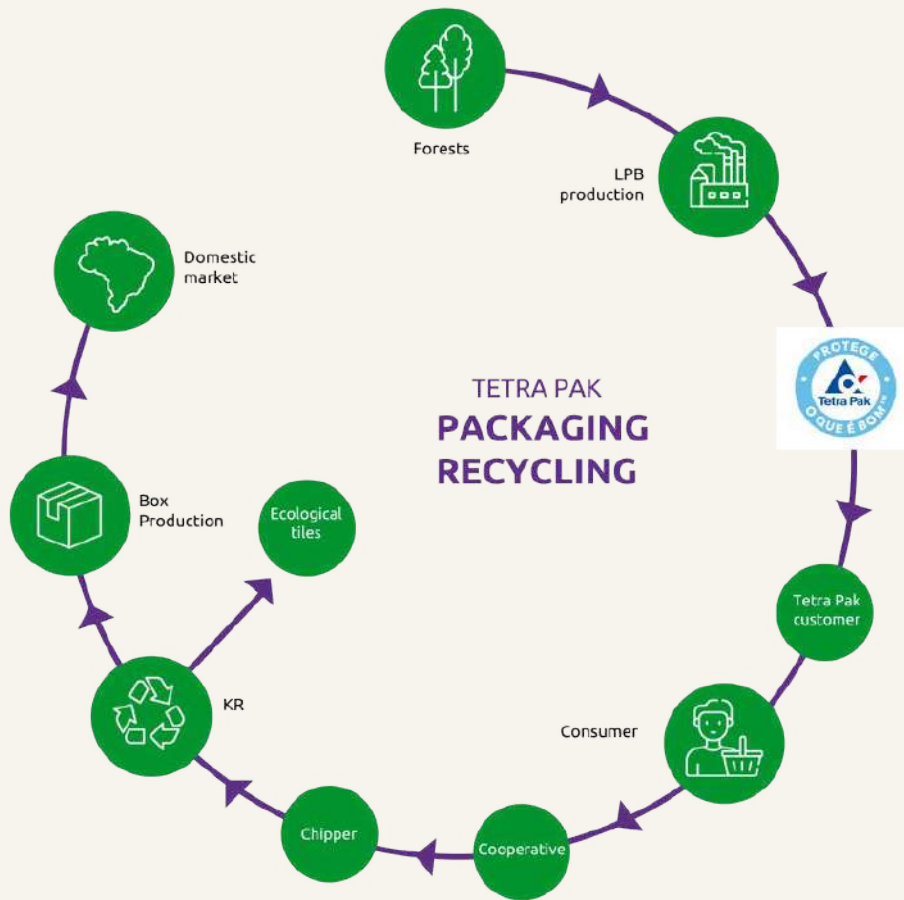 Forests
LPB
production
PROTEGE
Tetra Pak
O QUE É BOM
Domestic
market
TETRA PAK
PACKAGING
RECYCLING
Box
Production
Ecological
tiles
Tetra Pak
customer
KR
Consumer
Chipper
Cooperative